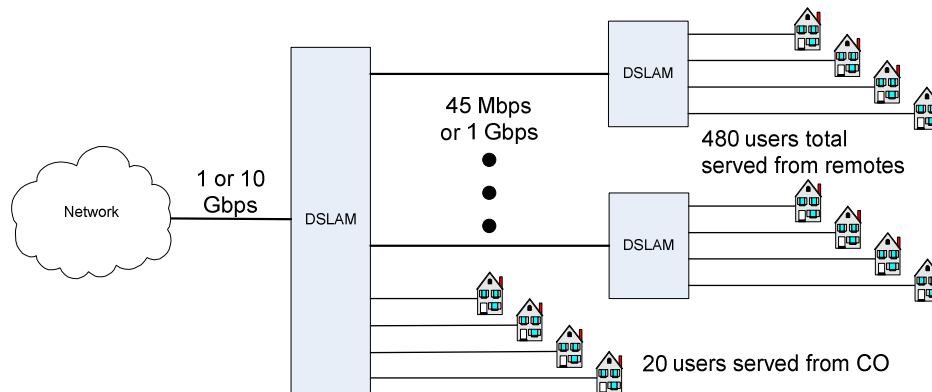 DSLAM
45 Mbps
or 1 Gbps
480 users total
served from remotes
1 or 10
Gbps
Network
DSLAM
DSLAM
20 users served from CO